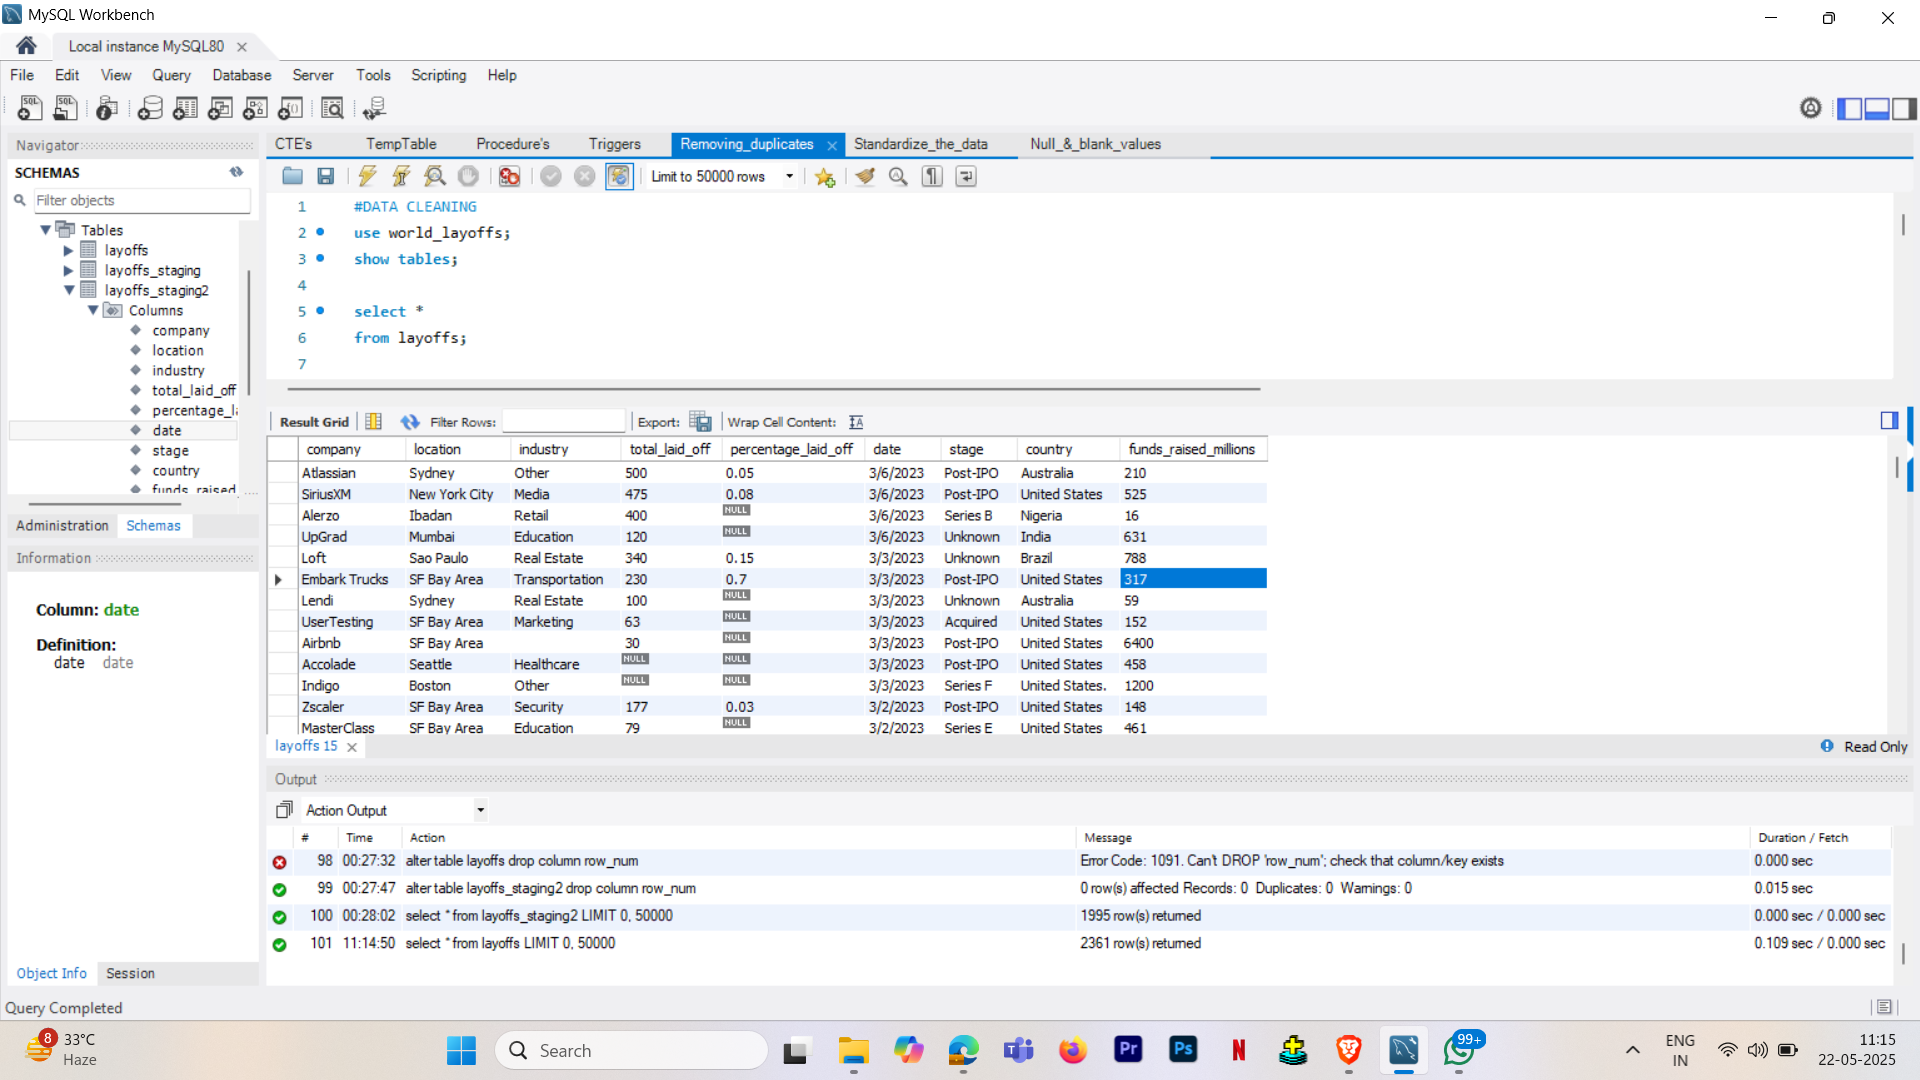 MySQL Workbench
Local instance MySQL80
File Edit View Query Database Server Tools Scripting Help
Navigator
SCHEMAS
Filter objects
Tables
layoffs
layoffs_staging
layoffs_staging2
Columns
company
location
industry
total_laid_off
percentage_l
date
stage
country
funds_raised
Administration Schemas
Information
Column: date
Definition:
date date
Object Info Session
CTE's TempTable Procedure's Triggers Removing_duplicates Standardize_the_data Null_&_blank_values
Limit to 50000 rows
1 #DATA CLEANING
2 use world_layoffs;
3 show tables;
4
5 select *
6 from layoffs;
7
Result Grid Filter Rows: Export: Wrap Cell Content:
company location industry total_laid_off percentage_laid_off date stage country funds_raised_millions
Atlassian Sydney Other 500 0.05 3/6/2023 Post-IPO Australia 210
SiriusXM New York City Media 475 0.08 3/6/2023 Post-IPO United States 525
Alerzo Ibadan Retail 400 NULL 3/6/2023 Series B Nigeria 16
UpGrad Mumbai Education 120 NULL 3/6/2023 Unknown India 631
Loft Sao Paulo Real Estate 340 0.15 3/3/2023 Unknown Brazil 788
Embark Trucks SF Bay Area Transportation 230 0.7 3/3/2023 Post-IPO United States 317
Lendi Sydney Real Estate 100 NULL 3/3/2023 Unknown Australia 59
UserTesting SF Bay Area Marketing 63 NULL 3/3/2023 Acquired United States 152
Airbnb SF Bay Area 30 NULL 3/3/2023 Post-IPO United States 6400
Accolade Seattle Healthcare NULL NULL 3/3/2023 Post-IPO United States 458
Indigo Boston Other NULL NULL 3/3/2023 Series F United States. 1200
Zscaler SF Bay Area Security 177 0.03 3/2/2023 Post-IPO United States 148
MasterClass SF Bay Area Education 79 NULL 3/2/2023 Series E United States 461
layoffs 15 Read Only
Output
Action Output
# Time Action Message Duration / Fetch
98 00:27:32 alter table layoffs drop column row_num Error Code: 1091. Can't DROP 'row_num'; check that column/key exists 0.000 sec
99 00:27:47 alter table layoffs_staging2 drop column row_num 0 row(s) affected Records: 0 Duplicates: 0 Warnings: 0 0.015 sec
100 00:28:02 select * from layoffs_staging2 LIMIT 0, 50000 1995 row(s) returned 0.000 sec / 0.000 sec
101 11:14:50 select * from layoffs LIMIT 0, 50000 2361 row(s) returned 0.109 sec / 0.000 sec
Query Completed
8 33°C
Haze
Search
Pr Ps N 99+
ENG
IN
11:15
22-05-2025